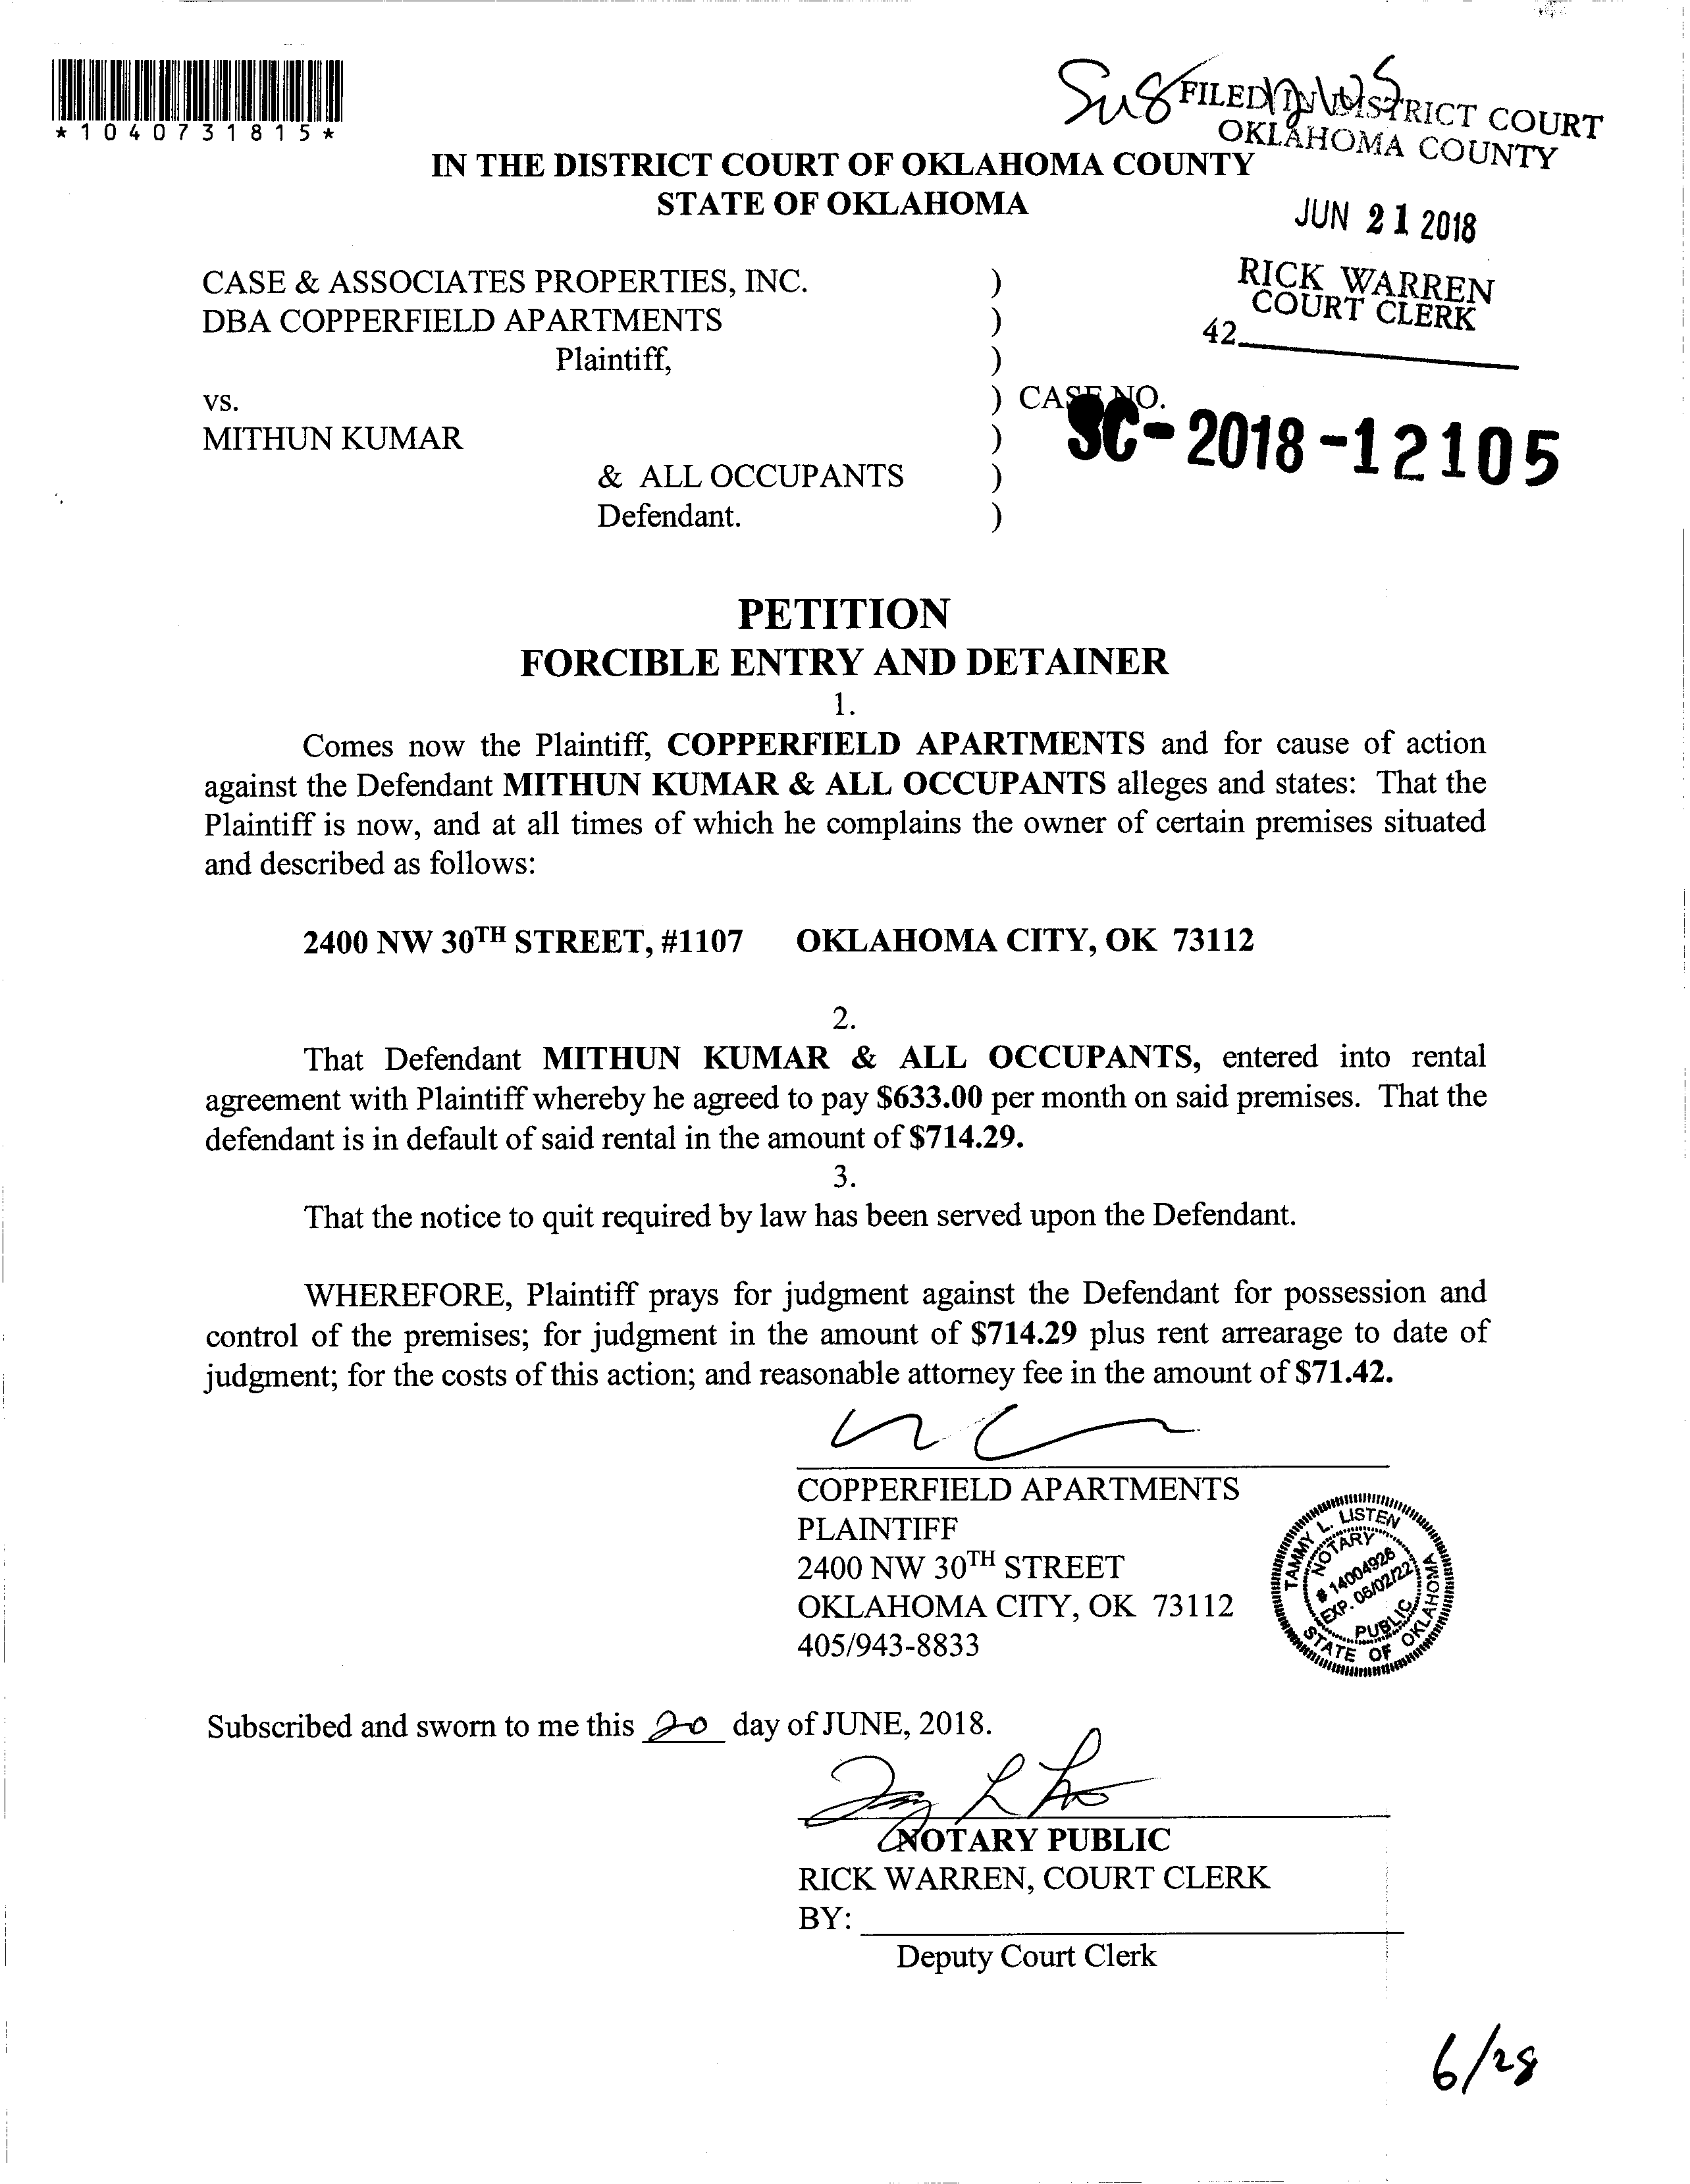 *1040731815*
FILED IN DISTRICT COURT
OKLAHOMA COUNTY
IN THE DISTRICT COURT OF OKLAHOMA COUNTY
STATE OF OKLAHOMA
JUN 21 2018
RICK WARREN
COURT CLERK
42
CASE & ASSOCIATES PROPERTIES, INC. )
DBA COPPERFIELD APARTMENTS )
Plaintiff, )
vs. ) CASE NO.
SC-2018-12105
MITHUN KUMAR )
& ALL OCCUPANTS )
Defendant. )
PETITION
FORCIBLE ENTRY AND DETAINER
1.
Comes now the Plaintiff, COPPERFIELD APARTMENTS and for cause of action
against the Defendant MITHUN KUMAR & ALL OCCUPANTS alleges and states: That the
Plaintiff is now, and at all times of which he complains the owner of certain premises situated
and described as follows:
2400 NW 30TH STREET, #1107 OKLAHOMA CITY, OK 73112
2.
That Defendant MITHUN KUMAR & ALL OCCUPANTS, entered into rental
agreement with Plaintiff whereby he agreed to pay $633.00 per month on said premises. That the
defendant is in default of said rental in the amount of $714.29.
3.
That the notice to quit required by law has been served upon the Defendant.
WHEREFORE, Plaintiff prays for judgment against the Defendant for possession and
control of the premises; for judgment in the amount of $714.29 plus rent arrearage to date of
judgment; for the costs of this action; and reasonable attorney fee in the amount of $71.42.
COPPERFIELD APARTMENTS
PLAINTIFF
2400 NW 30TH STREET
OKLAHOMA CITY, OK 73112
405/943-8833
TAMMY L. LISTEN
NOTARY
# 14004926
EXP. 06/02/22
PUBLIC
STATE OF OKLAHOMA
Subscribed and sworn to me this 20 day of JUNE, 2018.
NOTARY PUBLIC
RICK WARREN, COURT CLERK
BY:
Deputy Court Clerk
6/28